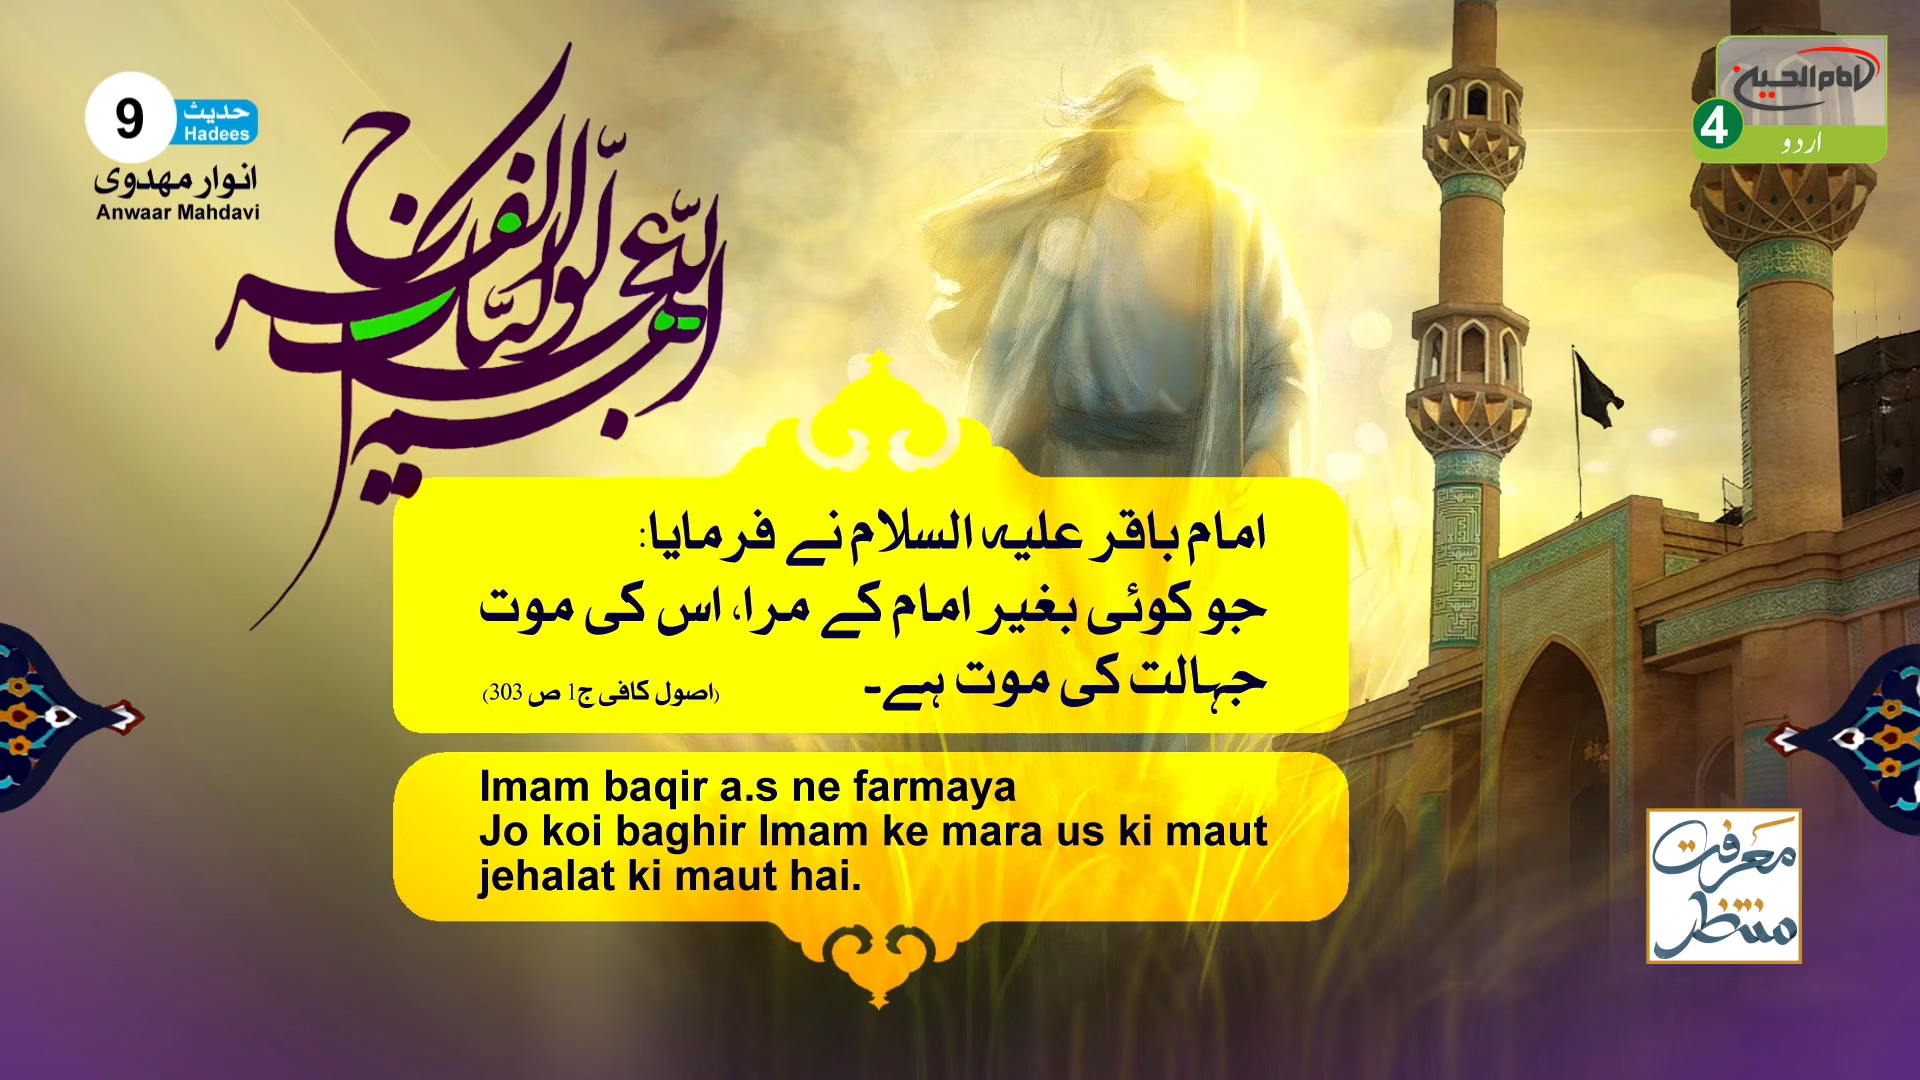 9
حدیث
Hadees
انوار مهدوی
Anwaar Mahdavi
اللهم عجل لولیک الفرج
امام الحسین
4
اردو
امام باقر علیہ السلام نے فرمایا:
جو کوئی بغیر امام کے مرا، اس کی موت
جہالت کی موت ہے۔
(اصول کافی ج1 ص 303)
Imam baqir a.s ne farmaya
Jo koi baghir Imam ke mara us ki maut
jehalat ki maut hai.
معرفت
منتظر